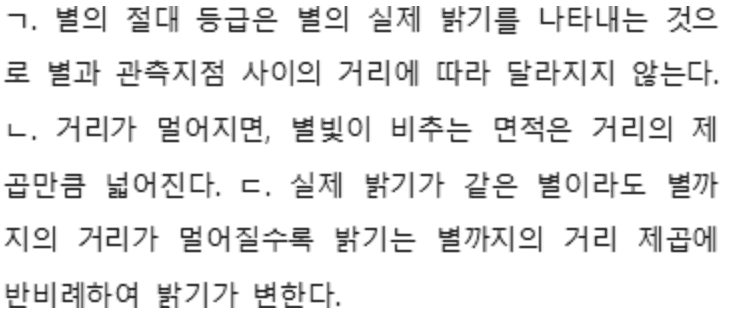 ㄱ. 별의 절대 등급은 별의 실제 밝기를 나타내는 것으
로 별과 관측지점 사이의 거리에 따라 달라지지 않는다.
ㄴ. 거리가 멀어지면, 별빛이 비추는 면적은 거리의 제
곱만큼 넓어진다. ㄷ. 실제 밝기가 같은 별이라도 별까
지의 거리가 멀어질수록 밝기는 별까지의 거리 제곱에
반비례하여 밝기가 변한다.